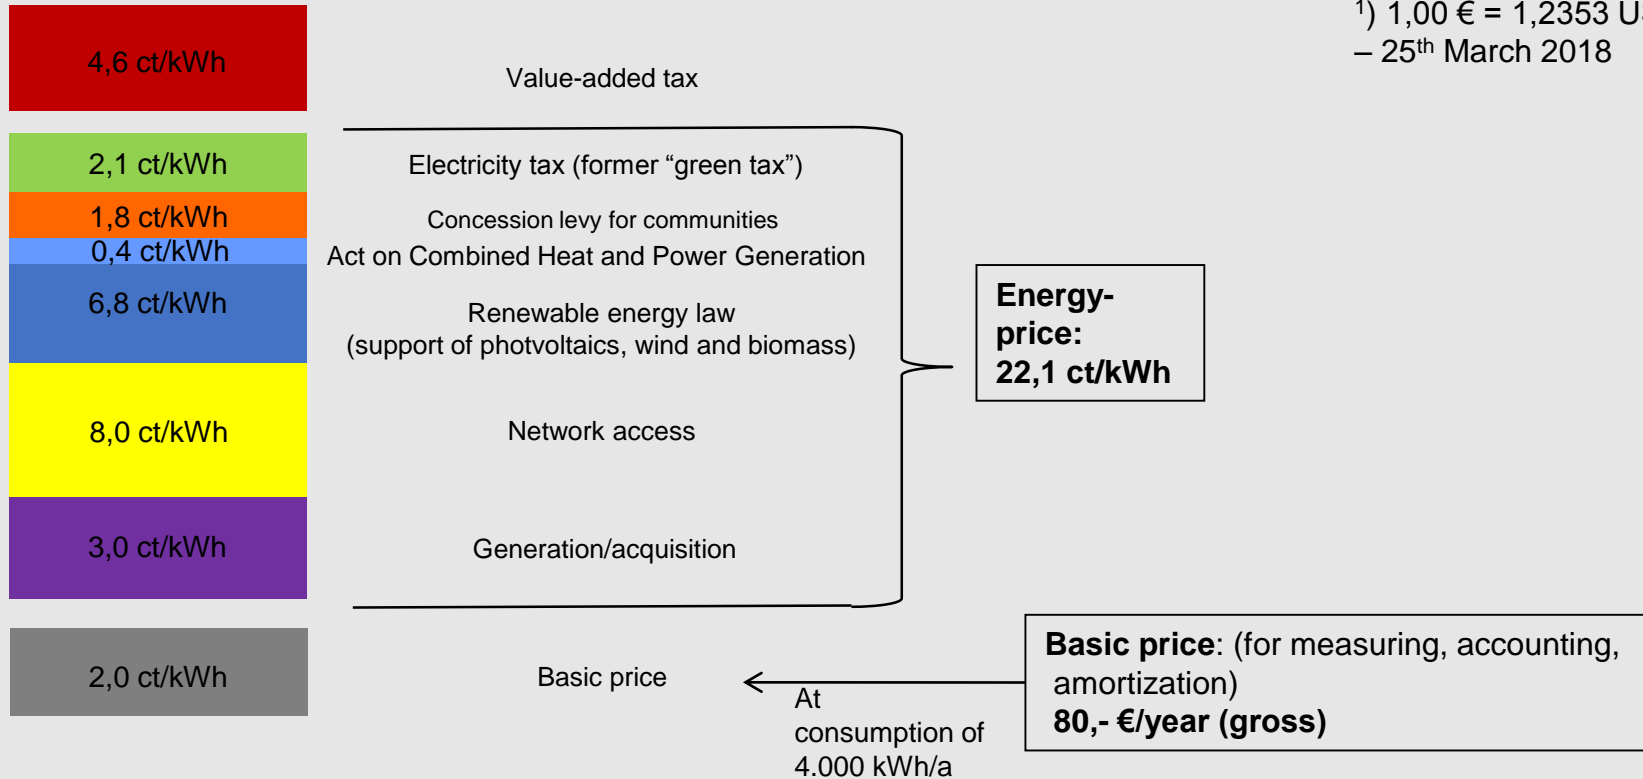 ¹) 1,00 € = 1,2353
– 25th March 2018
4,6 ct/kWh
Value-added tax
2,1 ct/kWh
Electricity tax (former “green tax”)
1,8 ct/kWh
Concession levy for communities
0,4 ct/kWh
Act on Combined Heat and Power Generation
6,8 ct/kWh
Renewable energy law
(support of photvoltaics, wind and biomass)
Energy-
price:
22,1 ct/kWh
8,0 ct/kWh
Network access
3,0 ct/kWh
Generation/acquisition
2,0 ct/kWh
Basic price
At
consumption of
4.000 kWh/a
Basic price: (for measuring, accounting,
amortization)
80,- €/year (gross)